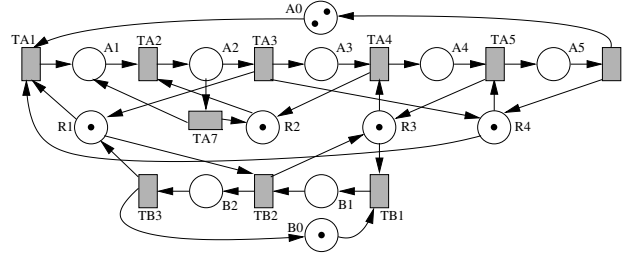 A0
TA1 A1 TA2 A2 TA3 A3 TA4 A4 TA5 A5
R1 TA7 R2 R3 R4
TB3 B2 TB2 B1 TB1
B0